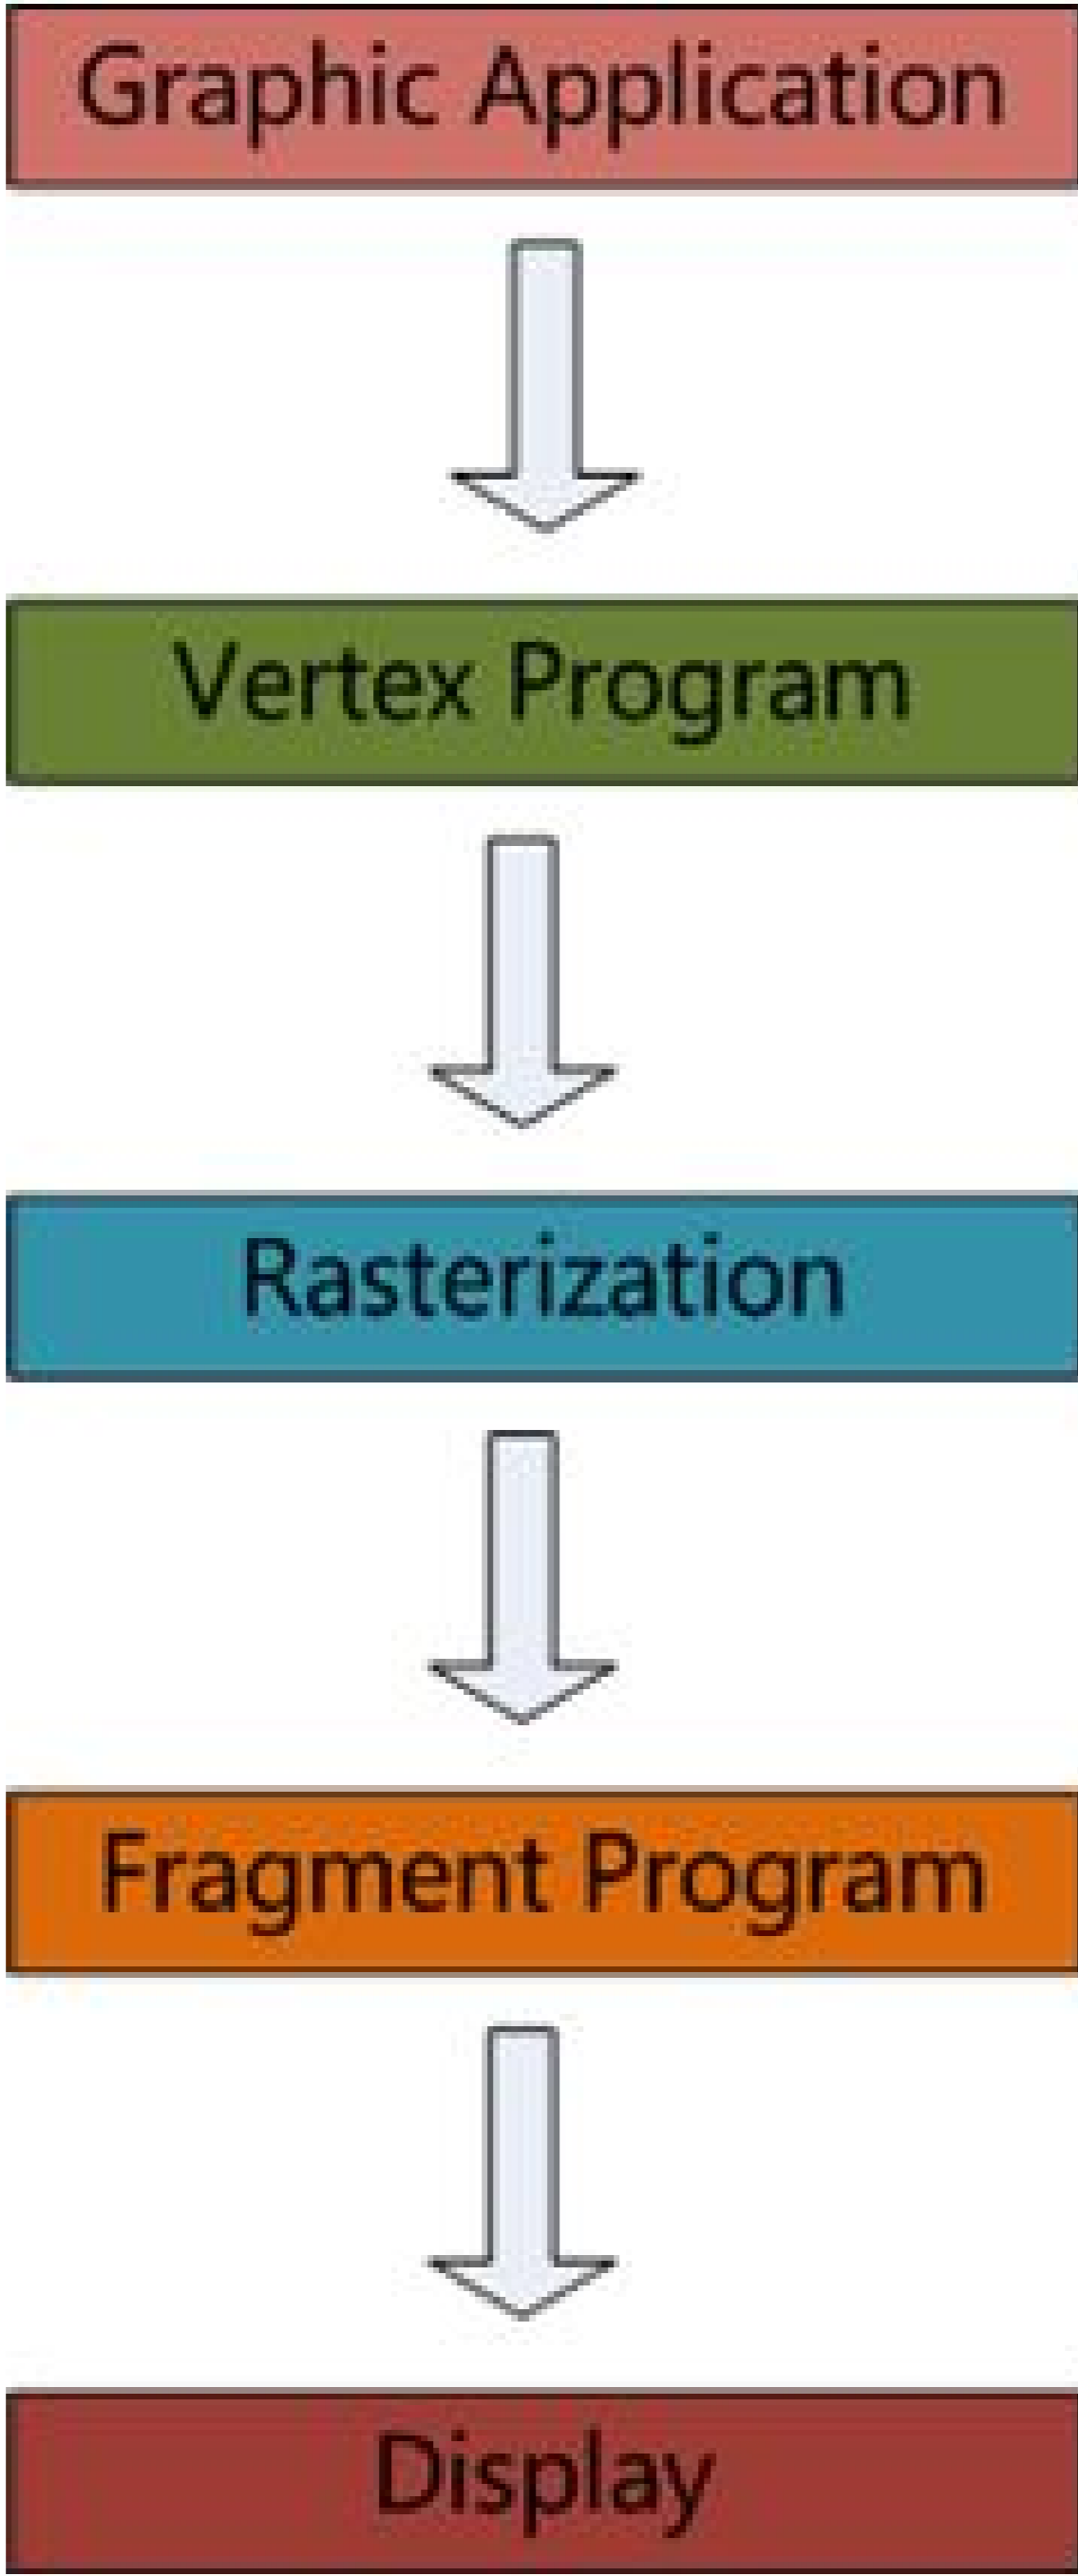 Graphic Application
Vertex Program
Rasterization
Fragment Program
Display